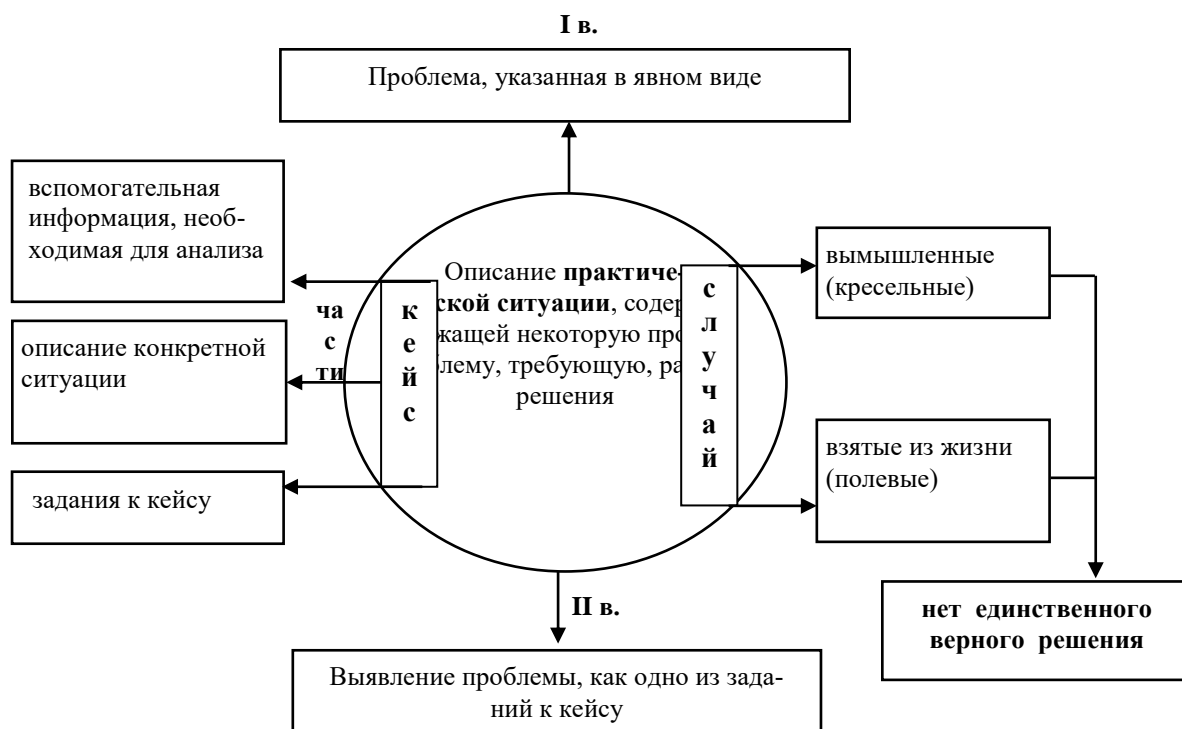 I в.
Проблема, указанная в явном виде
вспомогательная
информация, необ-
ходимая для анализа
описание конкретной
ситуации
задания к кейсу
ча
с
ти
к
е
й
с
Описание практиче-
ской ситуации, содер
жащей некоторую про
блему, требующую, ра
решения
с
л
у
ч
а
й
вымышленные
(кресельные)
взятые из жизни
(полевые)
нет единственного
верного решения
II в.
Выявление проблемы, как одно из зада-
ний к кейсу